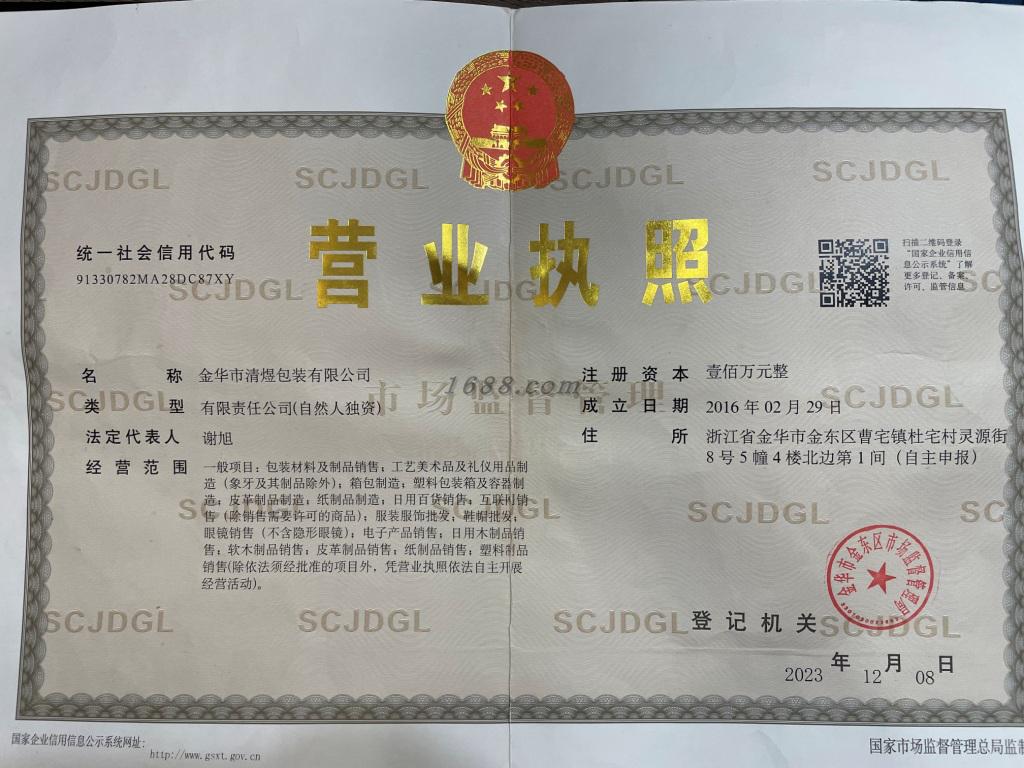 SCJDGL SCJDGL SCJDGL SCJDGL
营业执照
统一社会信用代码
91330782MA28DC87XY
扫描二维码登录
“国家企业信用信
息公示系统”了解
更多登记、备案、
许可、监管信息
1688.com
市场监督管理
名 称 金华市清煜包装有限公司
类 型 有限责任公司(自然人独资)
法定代表人 谢旭
经营范围 一般项目：包装材料及制品销售；工艺美术品及礼仪用品制
造（象牙及其制品除外）；箱包制造；塑料包装箱及容器制
造；皮革制品制造；纸制品制造；日用百货销售；互联网销
售（除销售需要许可的商品）；服装服饰批发；鞋帽批发；
眼镜销售（不含隐形眼镜）；电子产品销售；日用木制品销
售；软木制品销售；皮革制品销售；纸制品销售；塑料制品
销售(除依法须经批准的项目外，凭营业执照依法自主开展
经营活动)。
注册资本 壹佰万元整
成立日期 2016 年 02 月 29 日
住 所 浙江省金华市金东区曹宅镇杜宅村灵源街
8 号 5 幢 4 楼北边第 1 间（自主申报）
金华市金东区市场监督管理局
登记机关
2023 年 12 月 08 日
国家企业信用信息公示系统网址：
http://www.gsxt.gov.cn
国家市场监督管理总局监制